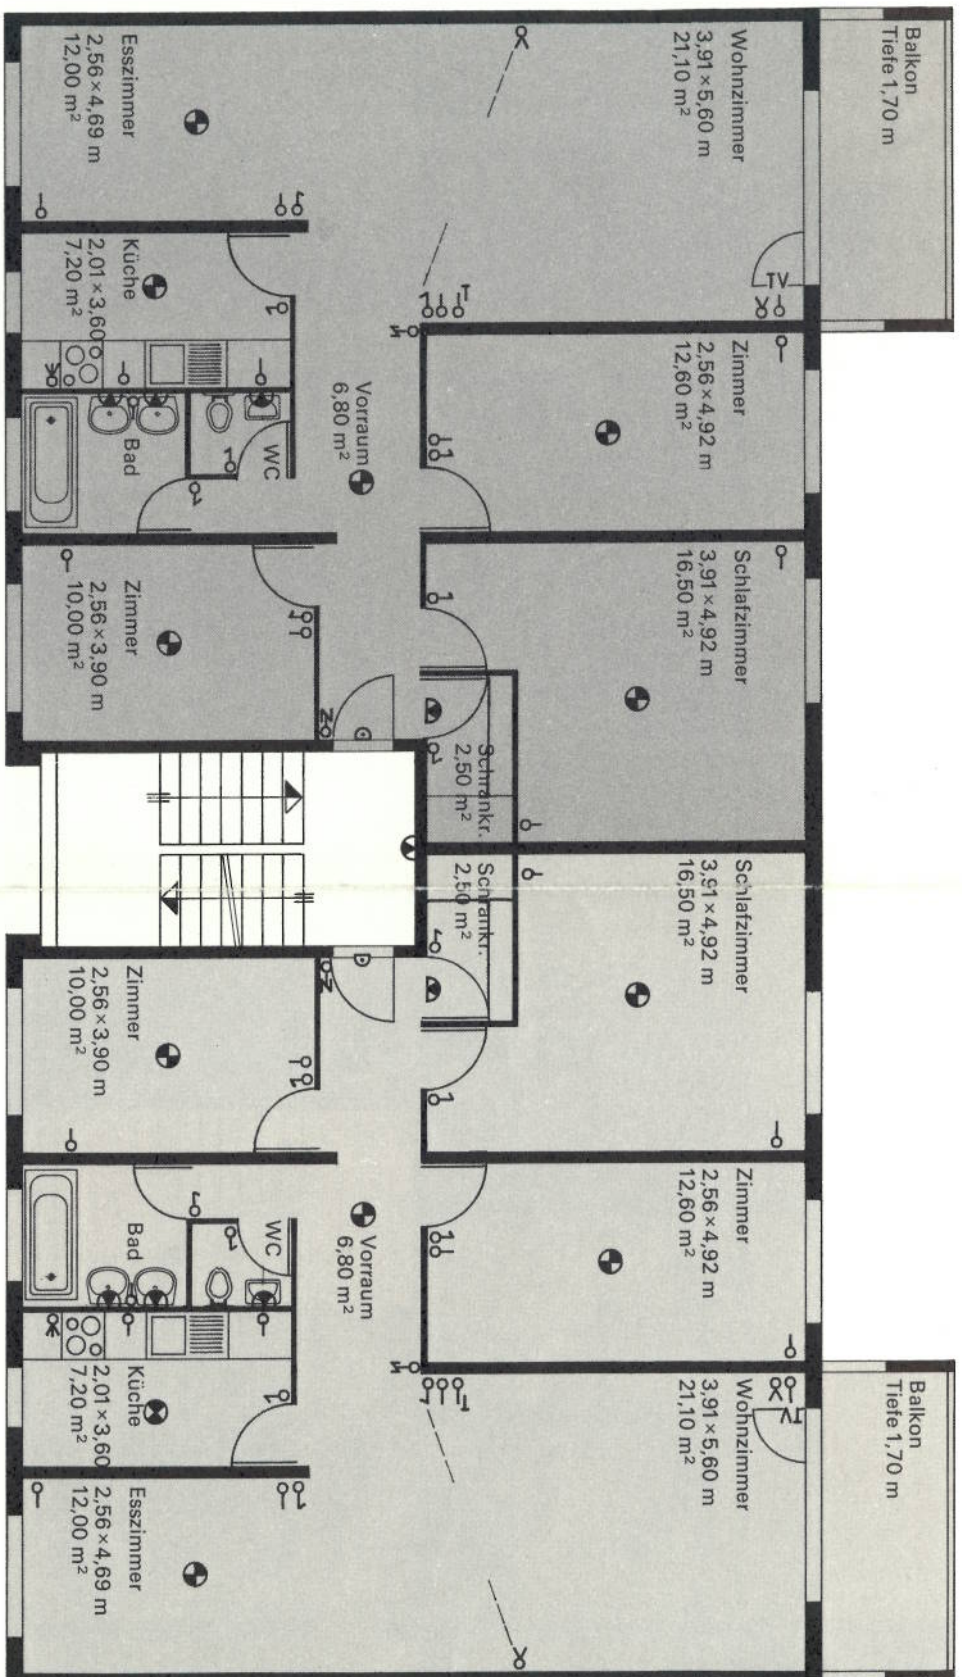 Balkon
Tiefe 1,70 m
Wohnzimmer
3,91 × 5,60 m
21,10 m²
Esszimmer
2,56 × 4,69 m
12,00 m²
Küche
2,01 × 3,60
7,20 m²
Zimmer
2,56 × 4,92 m
12,60 m²
Vorraum
6,80 m²
WC
Bad
Schlafzimmer
3,91 × 4,92 m
16,50 m²
Zimmer
2,56 × 3,90 m
10,00 m²
Schrankr.
2,50 m²
Schrankr.
2,50 m²
Schlafzimmer
3,91 × 4,92 m
16,50 m²
Zimmer
2,56 × 3,90 m
10,00 m²
Zimmer
2,56 × 4,92 m
12,60 m²
Vorraum
6,80 m²
WC
Bad
Balkon
Tiefe 1,70 m
Wohnzimmer
3,91 × 5,60 m
21,10 m²
Küche
2,01 × 3,60
7,20 m²
Esszimmer
2,56 × 4,69 m
12,00 m²